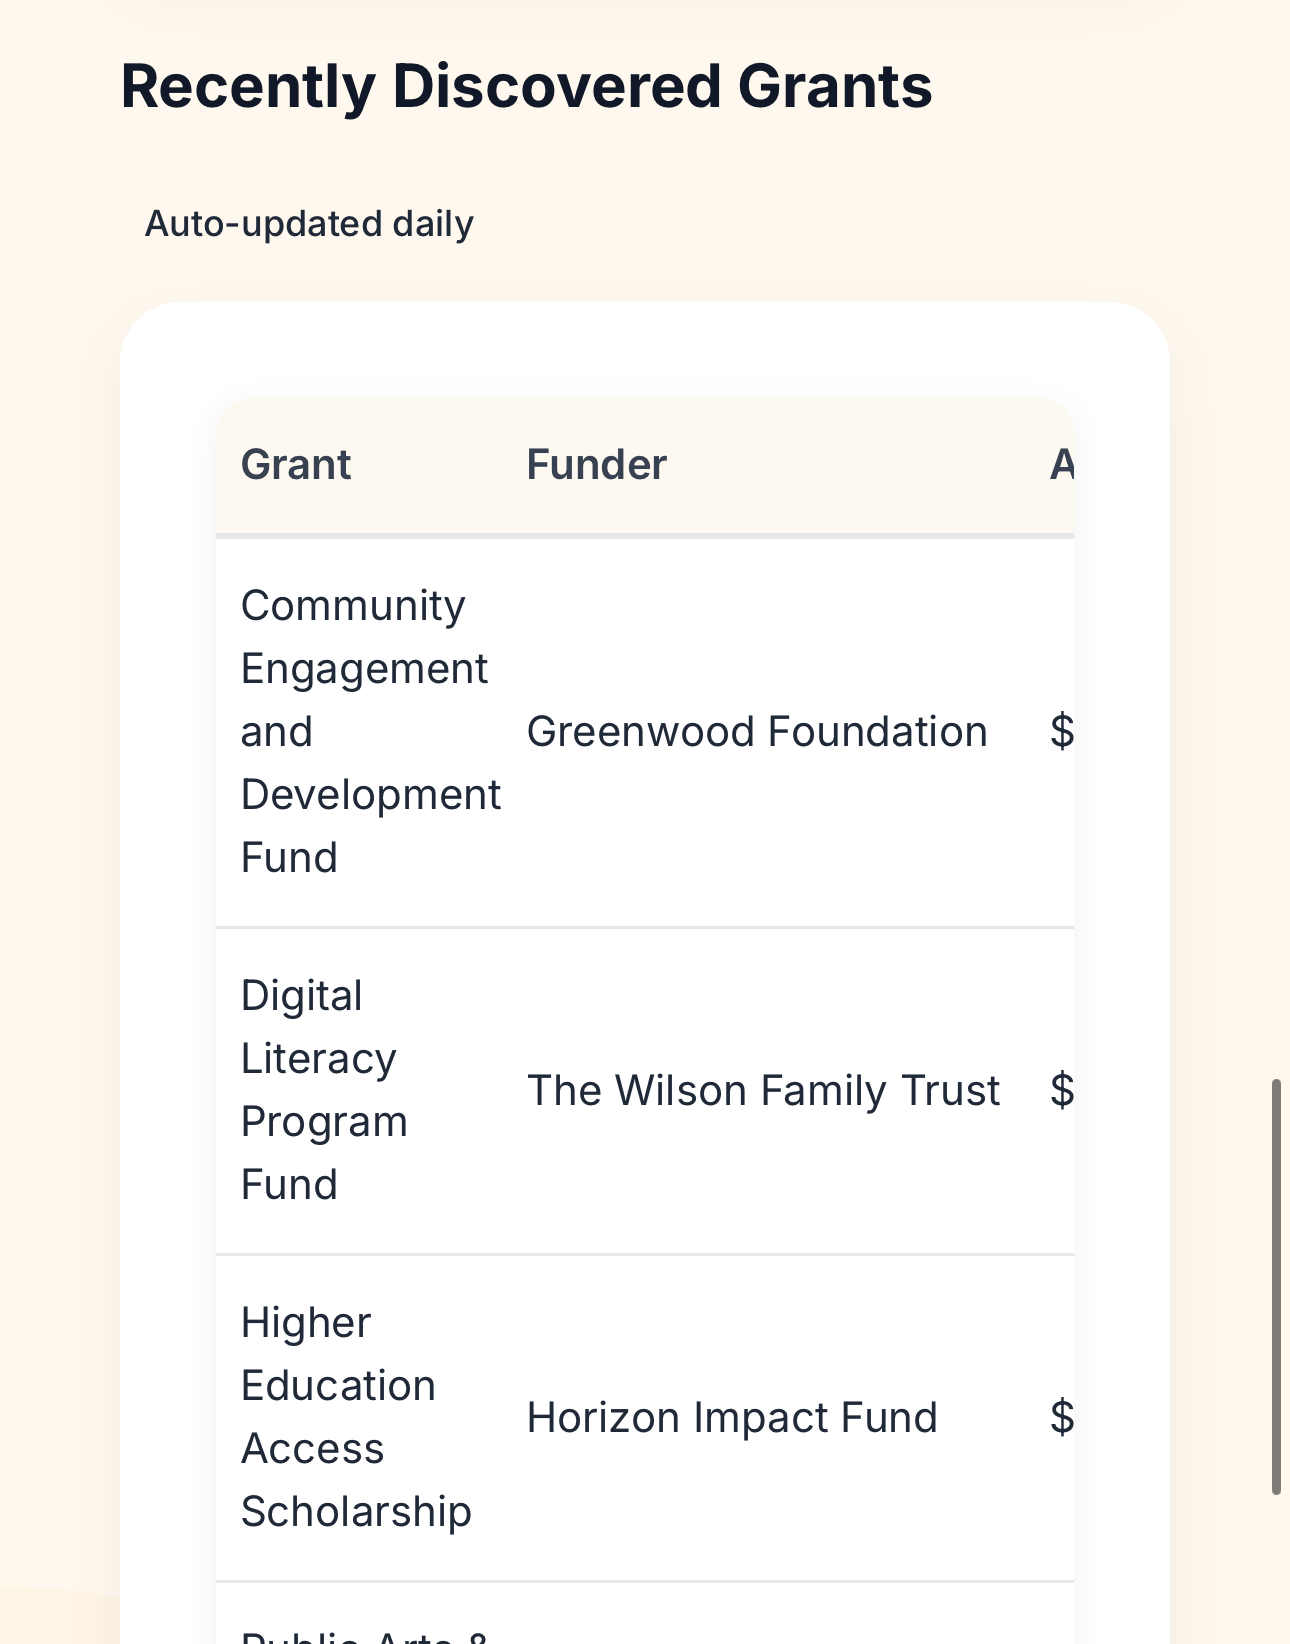 Recently Discovered Grants
Auto-updated daily
Grant Funder A
Community
Engagement
and
Development
Fund
Greenwood Foundation $
Digital
Literacy
Program
Fund
The Wilson Family Trust $
Higher
Education
Access
Scholarship
Horizon Impact Fund $
Public Arts &